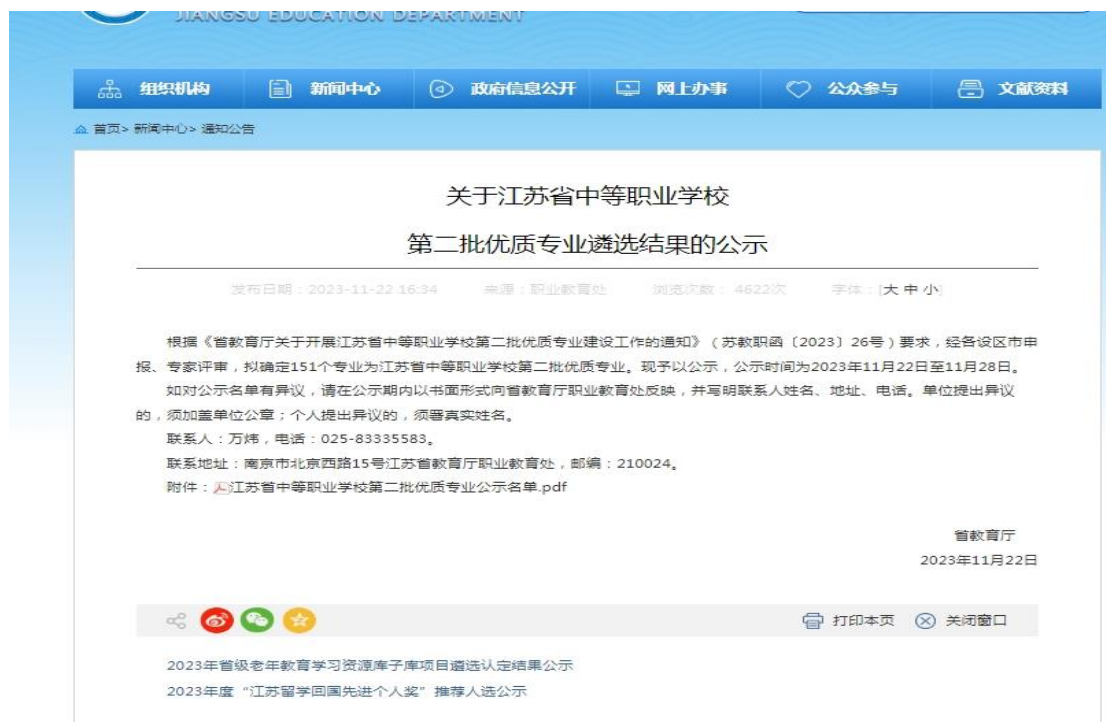 JIANGSU EDUCATION DEPARTMENT
组织机构 新闻中心 政府信息公开 网上办事 公众参与 文献资料
首页> 新闻中心> 通知公告
关于江苏省中等职业学校
第二批优质专业遴选结果的公示
发布日期：2023-11-22 16:34 来源：职业教育处 浏览次数：4622次 字体：[大 中 小]
根据《省教育厅关于开展江苏省中等职业学校第二批优质专业建设工作的通知》（苏教职函〔2023〕26号）要求，经各设区市申
报、专家评审，拟确定151个专业为江苏省中等职业学校第二批优质专业。现予以公示，公示时间为2023年11月22日至11月28日。
如对公示名单有异议，请在公示期内以书面形式向省教育厅职业教育处反映，并写明联系人姓名、地址、电话。单位提出异议
的，须加盖单位公章；个人提出异议的，须署真实姓名。
联系人：万炜，电话：025-83335583。
联系地址：南京市北京西路15号江苏省教育厅职业教育处，邮编：210024。
附件：江苏省中等职业学校第二批优质专业公示名单.pdf
省教育厅
2023年11月22日
打印本页 关闭窗口
2023年省级老年教育学习资源库子库项目遴选认定结果公示
2023年度“江苏留学回国先进个人奖”推荐人选公示